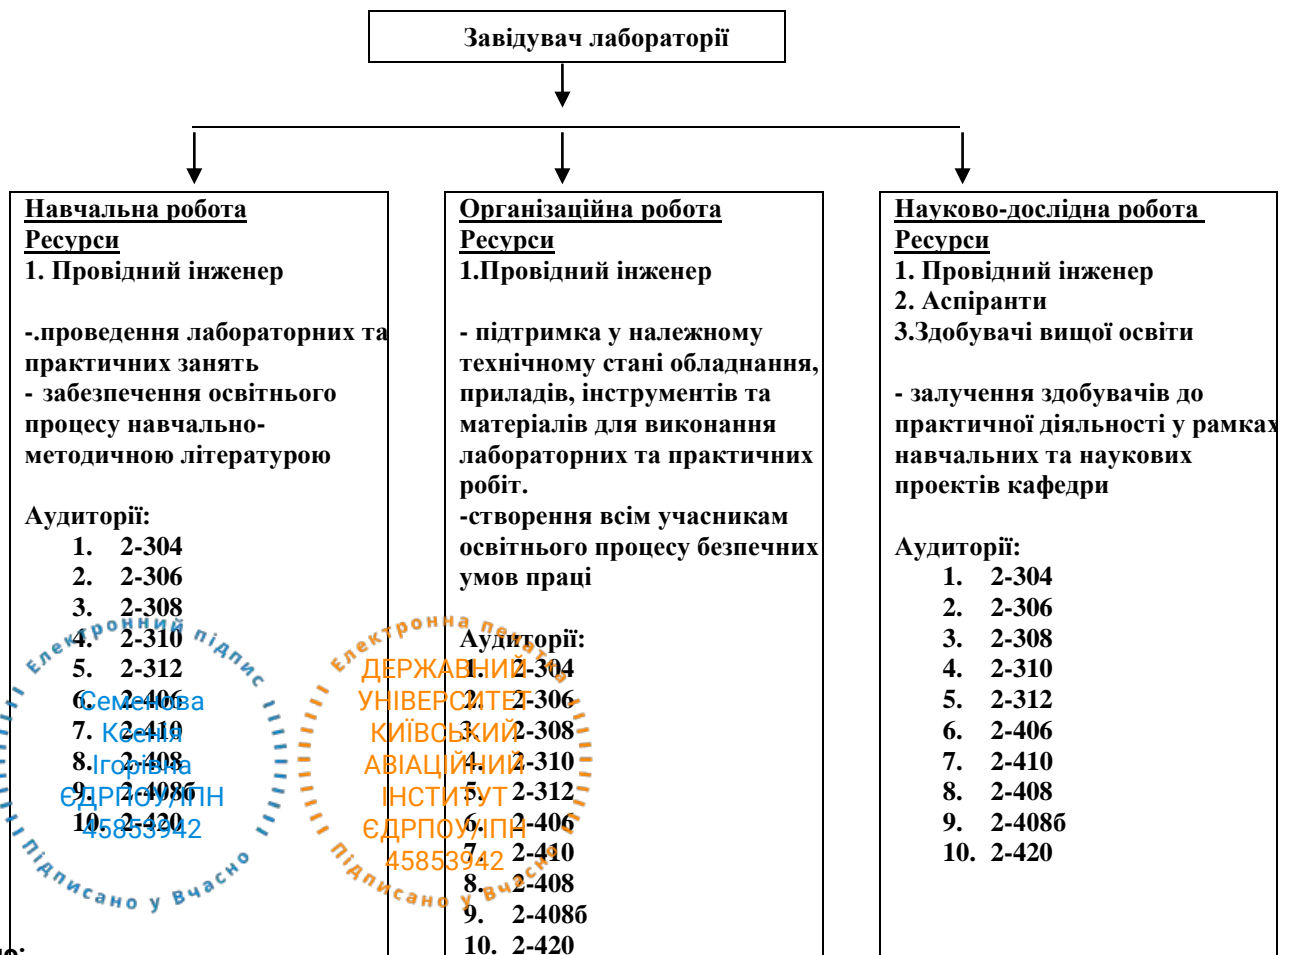 Завідувач лабораторії
Навчальна робота
Ресурси
1. Провідний інженер
-.проведення лабораторних та
практичних занять
- забезпечення освітнього
процесу навчально-
методичною літературою
Аудиторії:
1. 2-304
2. 2-306
3. 2-308
4. 2-310
5. 2-312
6. 2-406
7. 2-410
8. 2-408
9. 2-408б
10. 2-420
Організаційна робота
Ресурси
1.Провідний інженер
- підтримка у належному
технічному стані обладнання,
приладів, інструментів та
матеріалів для виконання
лабораторних та практичних
робіт.
-створення всім учасникам
освітнього процесу безпечних
умов праці
Аудиторії:
1. 2-304
2. 2-306
3. 2-308
4. 2-310
5. 2-312
6. 2-406
7. 2-410
8. 2-408
9. 2-408б
10. 2-420
Науково-дослідна робота
Ресурси
1. Провідний інженер
2. Аспіранти
3.Здобувачі вищої освіти
- залучення здобувачів до
практичної діяльності у рамках
навчальних та наукових
проектів кафедри
Аудиторії:
1. 2-304
2. 2-306
3. 2-308
4. 2-310
5. 2-312
6. 2-406
7. 2-410
8. 2-408
9. 2-408б
10. 2-420
Електронний підпис
Семенова
Ксенія
Ігорівна
ЄДРПОУ/ІПН
45853942
Підписано у Вчасно
Електронна печатка
ДЕРЖАВНИЙ
УНІВЕРСИТЕТ
КИЇВСЬКИЙ
АВІАЦІЙНИЙ
ІНСТИТУТ
ЄДРПОУ/ІПН
45853942
Підписано у Вчасно